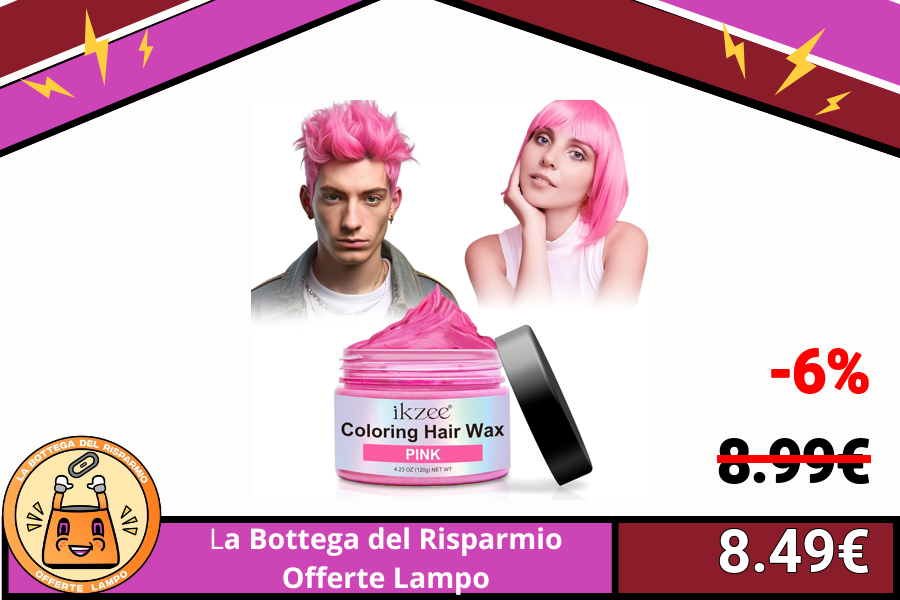 ikzee®
Coloring Hair Wax
PINK
4.23 OZ (120g) NET WT
-6%
8.99€
LA BOTTEGA DEL RISPARMIO
OFFERTE LAMPO
La Bottega del Risparmio
Offerte Lampo
8.49€